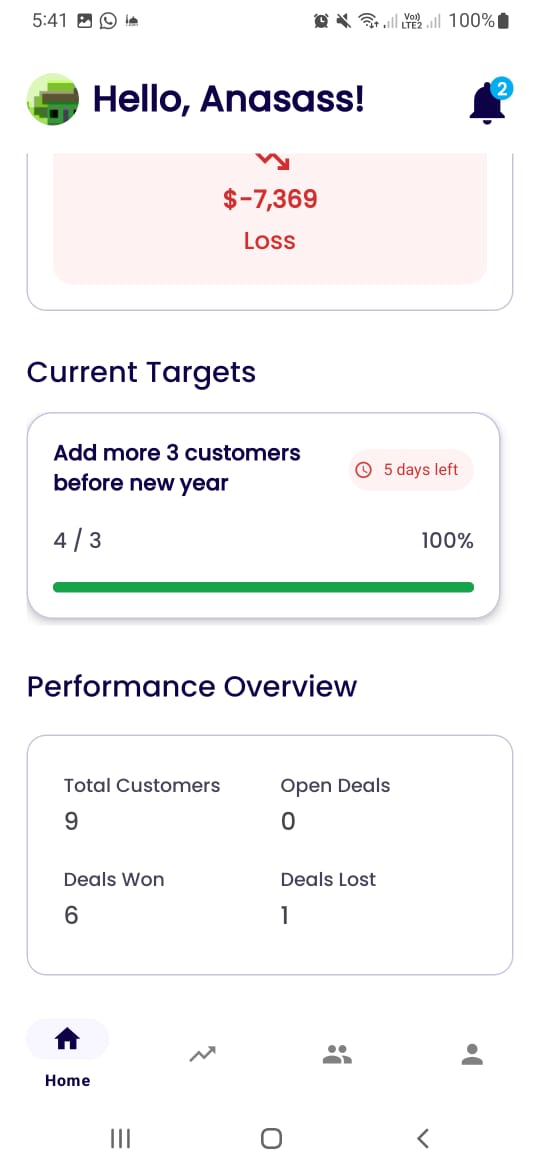 5:41
Vo))
LTE2
100%
Hello, Anasass!
2
$-7,369
Loss
Current Targets
Add more 3 customers
before new year
5 days left
4 / 3
100%
Performance Overview
Total Customers
Open Deals
9
0
Deals Won
Deals Lost
6
1
Home